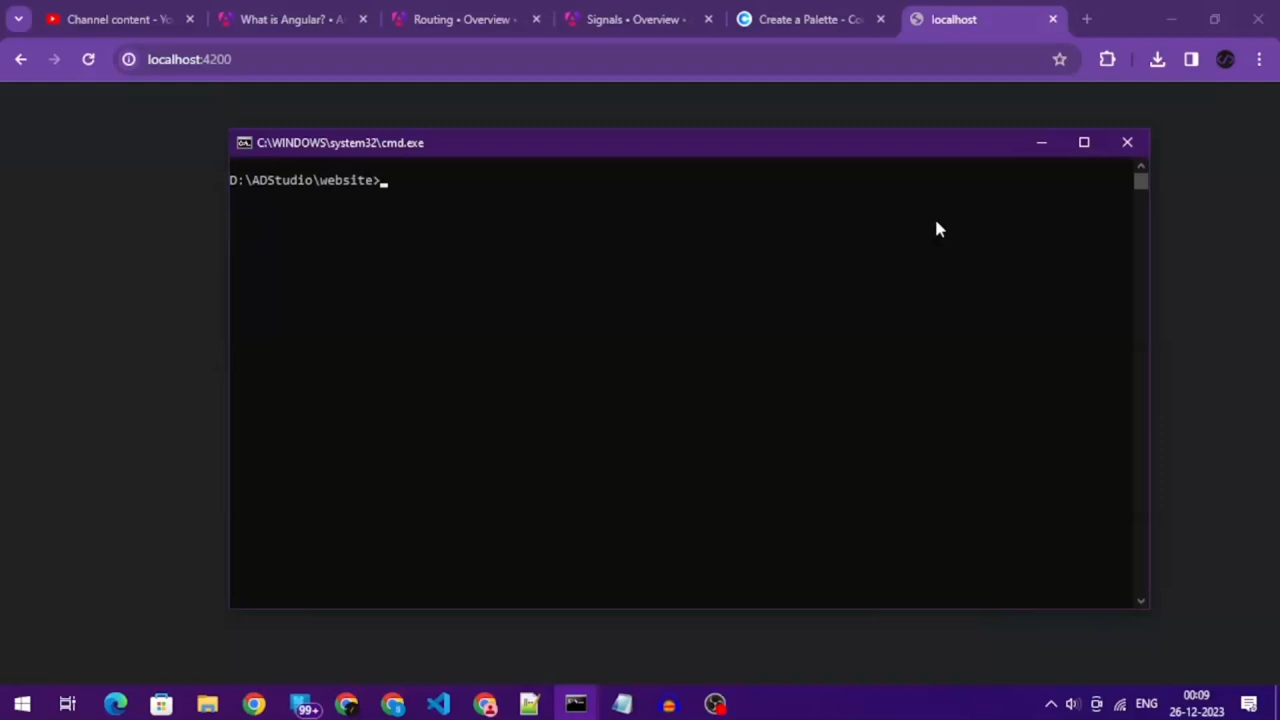 Channel content - Yo
What is Angular? • A
Routing • Overview •
Signals • Overview •
Create a Palette - Co
localhost
localhost:4200
C:\WINDOWS\system32\cmd.exe
D:\ADStudio\website>
99+
ENG
00:09
26-12-2023